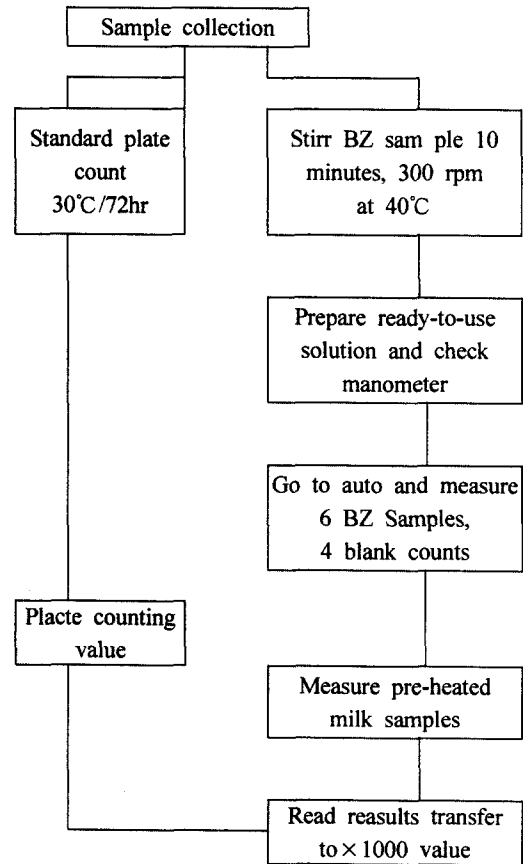 Sample collection
Standard plate
count
30℃/72hr
Stirr BZ sam ple 10
minutes, 300 rpm
at 40℃
Prepare ready-to-use
solution and check
manometer
Go to auto and measure
6 BZ Samples,
4 blank counts
Placte counting
value
Measure pre-heated
milk samples
Read reasults transfer
to × 1000 value